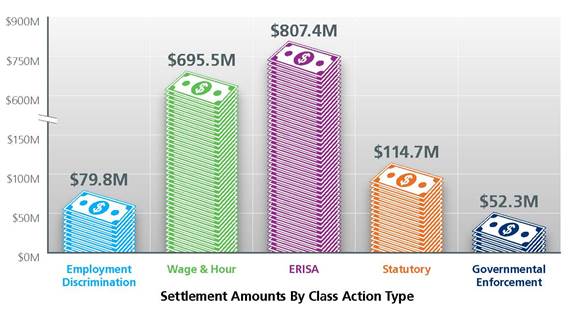 $900M
$750M
$600M
$150M
$100M
$50M
$0M
$79.8M
$695.5M
$807.4M
$114.7M
$52.3M
Employment
Discrimination
Wage & Hour
ERISA
Statutory
Governmental
Enforcement
Settlement Amounts By Class Action Type